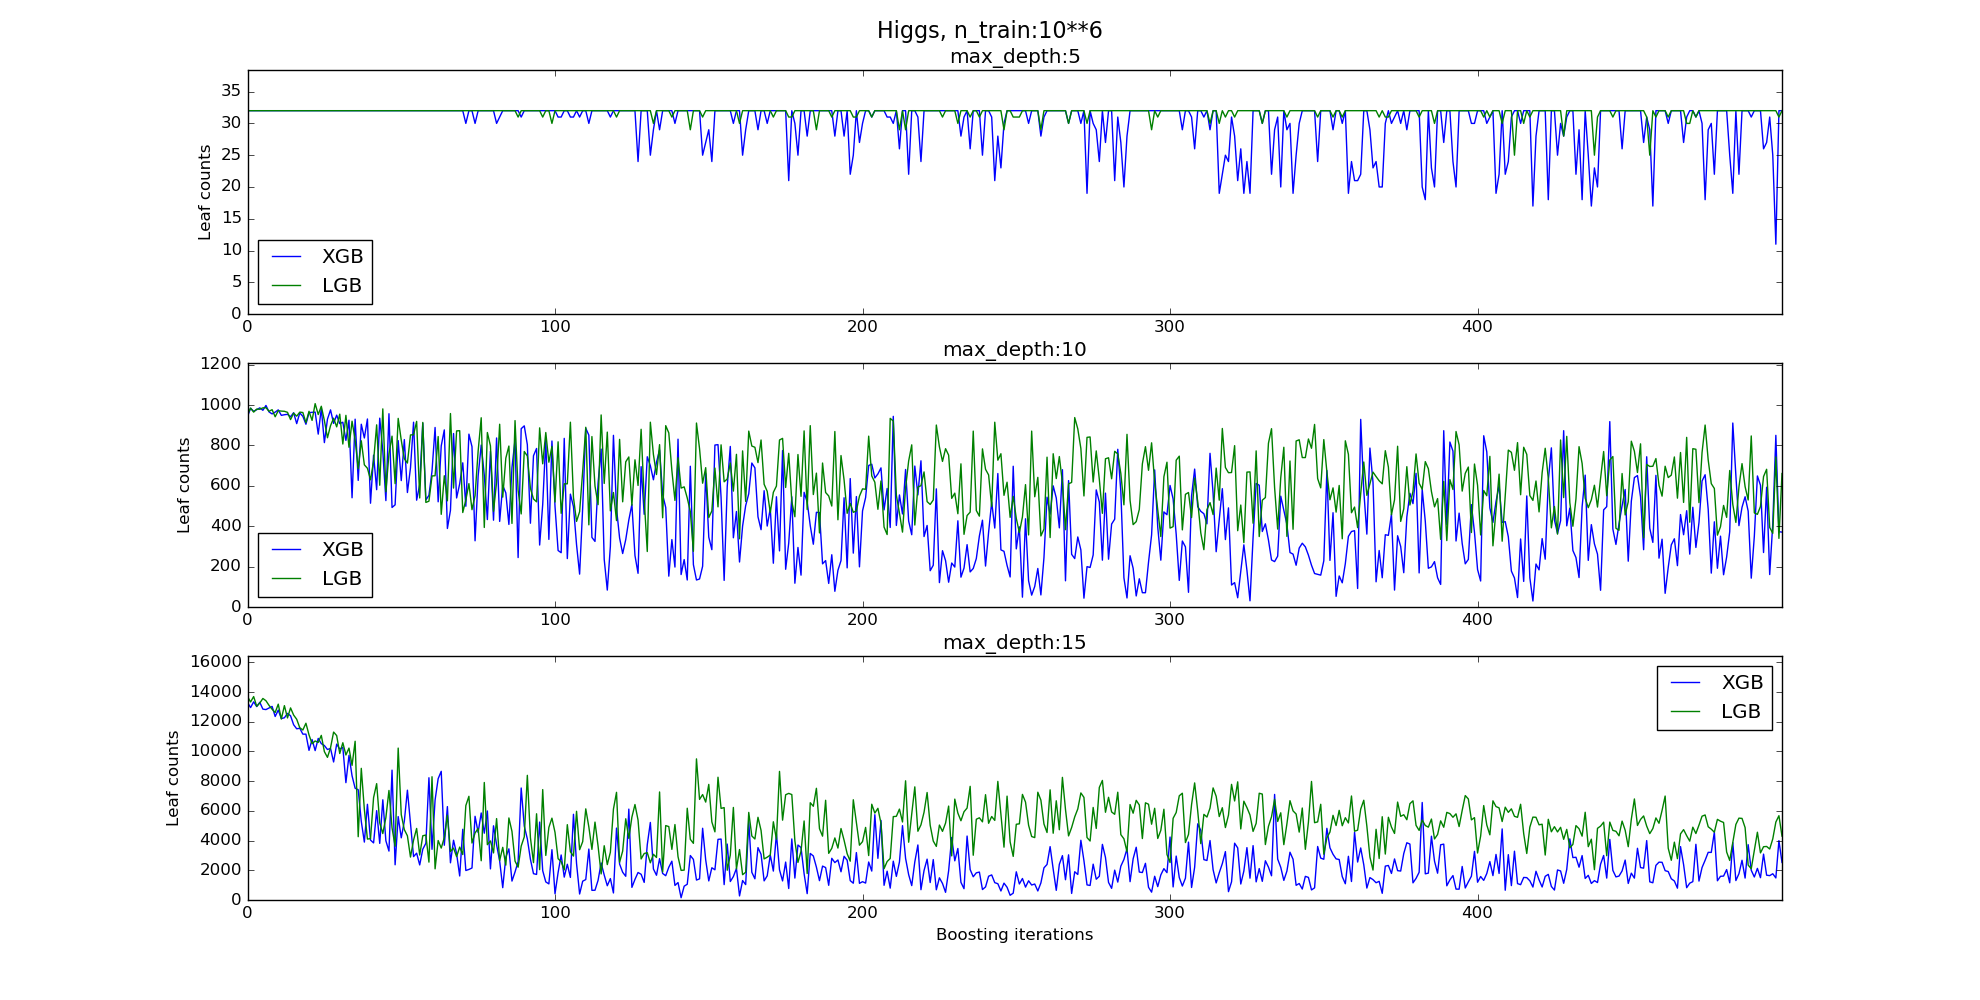 Higgs, n_train:10**6
max_depth:5
Leaf counts
35
30
25
20
15
10
5
0
XGB
LGB
0 100 200 300 400
max_depth:10
Leaf counts
1200
1000
800
600
400
200
0
XGB
LGB
0 100 200 300 400
max_depth:15
Leaf counts
16000
14000
12000
10000
8000
6000
4000
2000
0
XGB
LGB
0 100 200 300 400
Boosting iterations